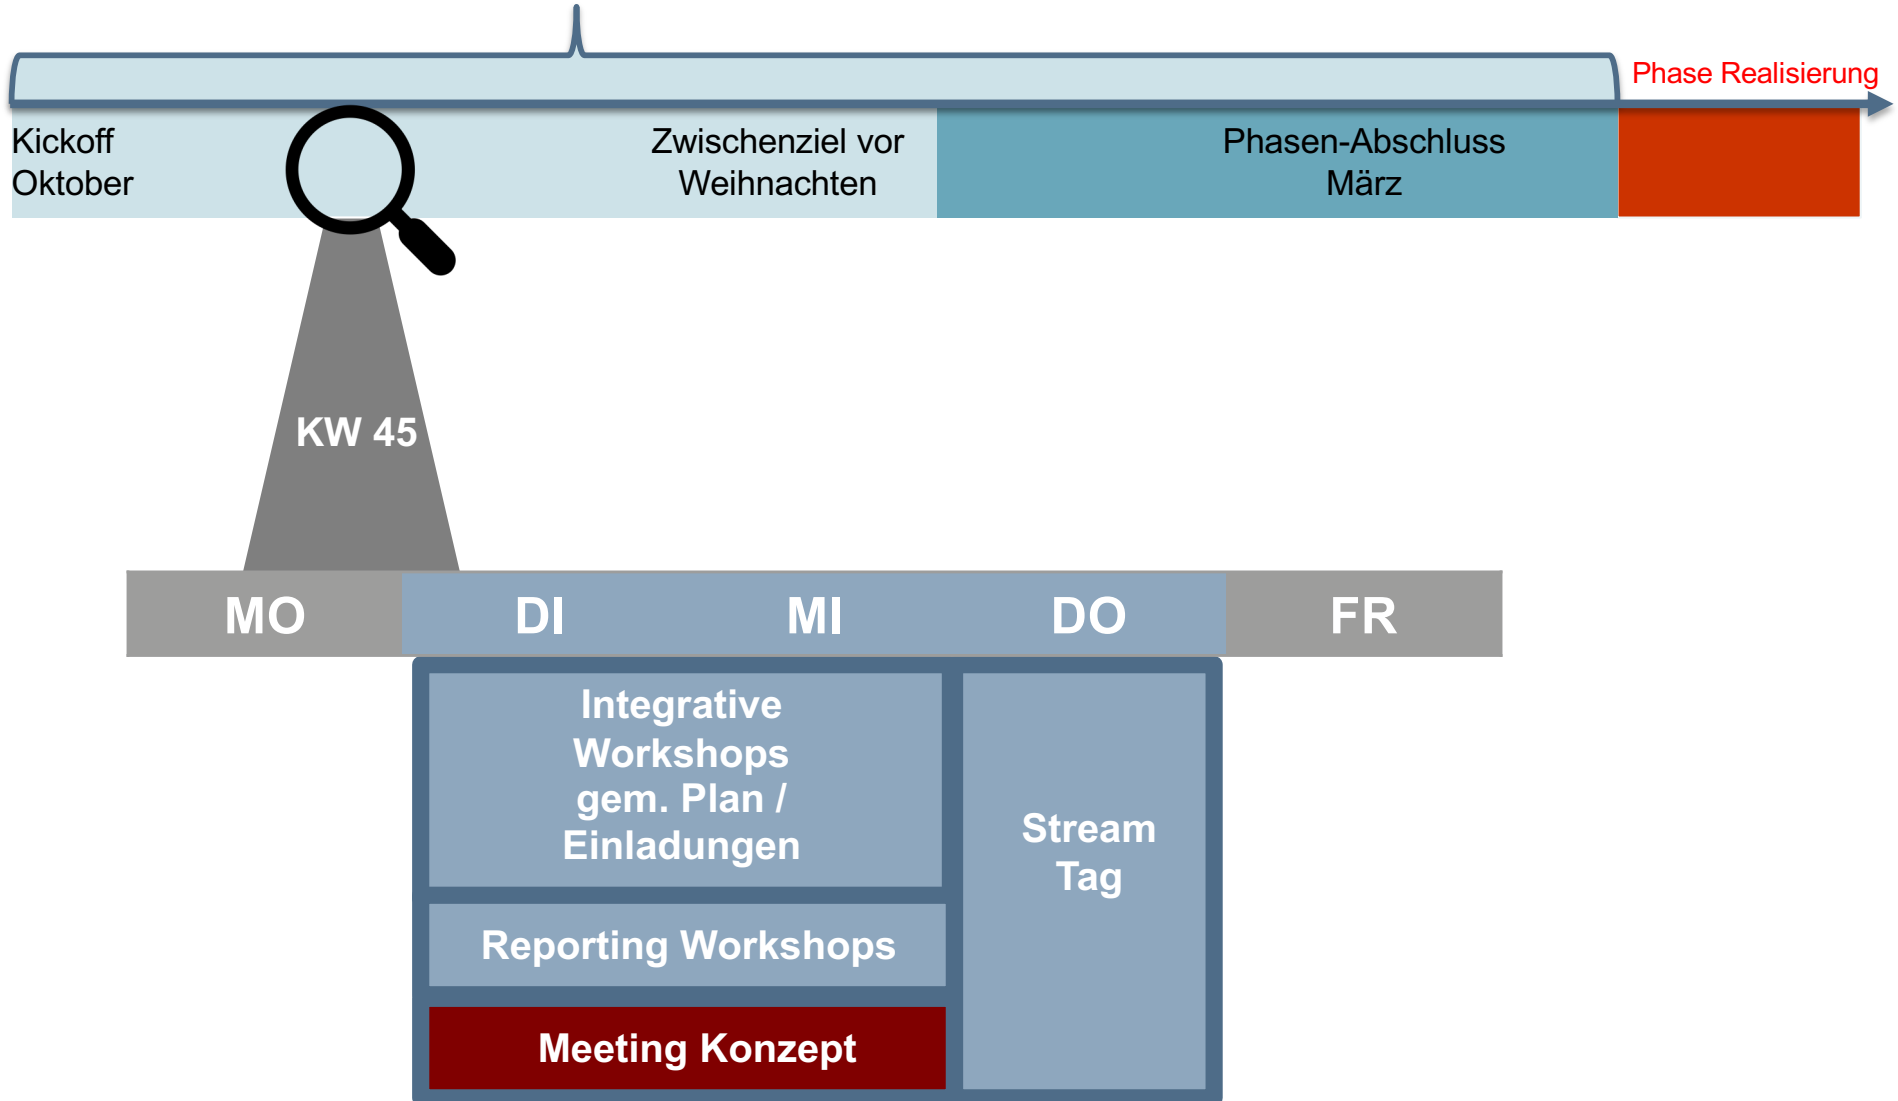 Phase Realisierung
Kickoff
Oktober
Zwischenziel vor
Weihnachten
Phasen-Abschluss
März
KW 45
MO DI MI DO FR
Integrative
Workshops
gem. Plan /
Einladungen
Stream
Tag
Reporting Workshops
Meeting Konzept